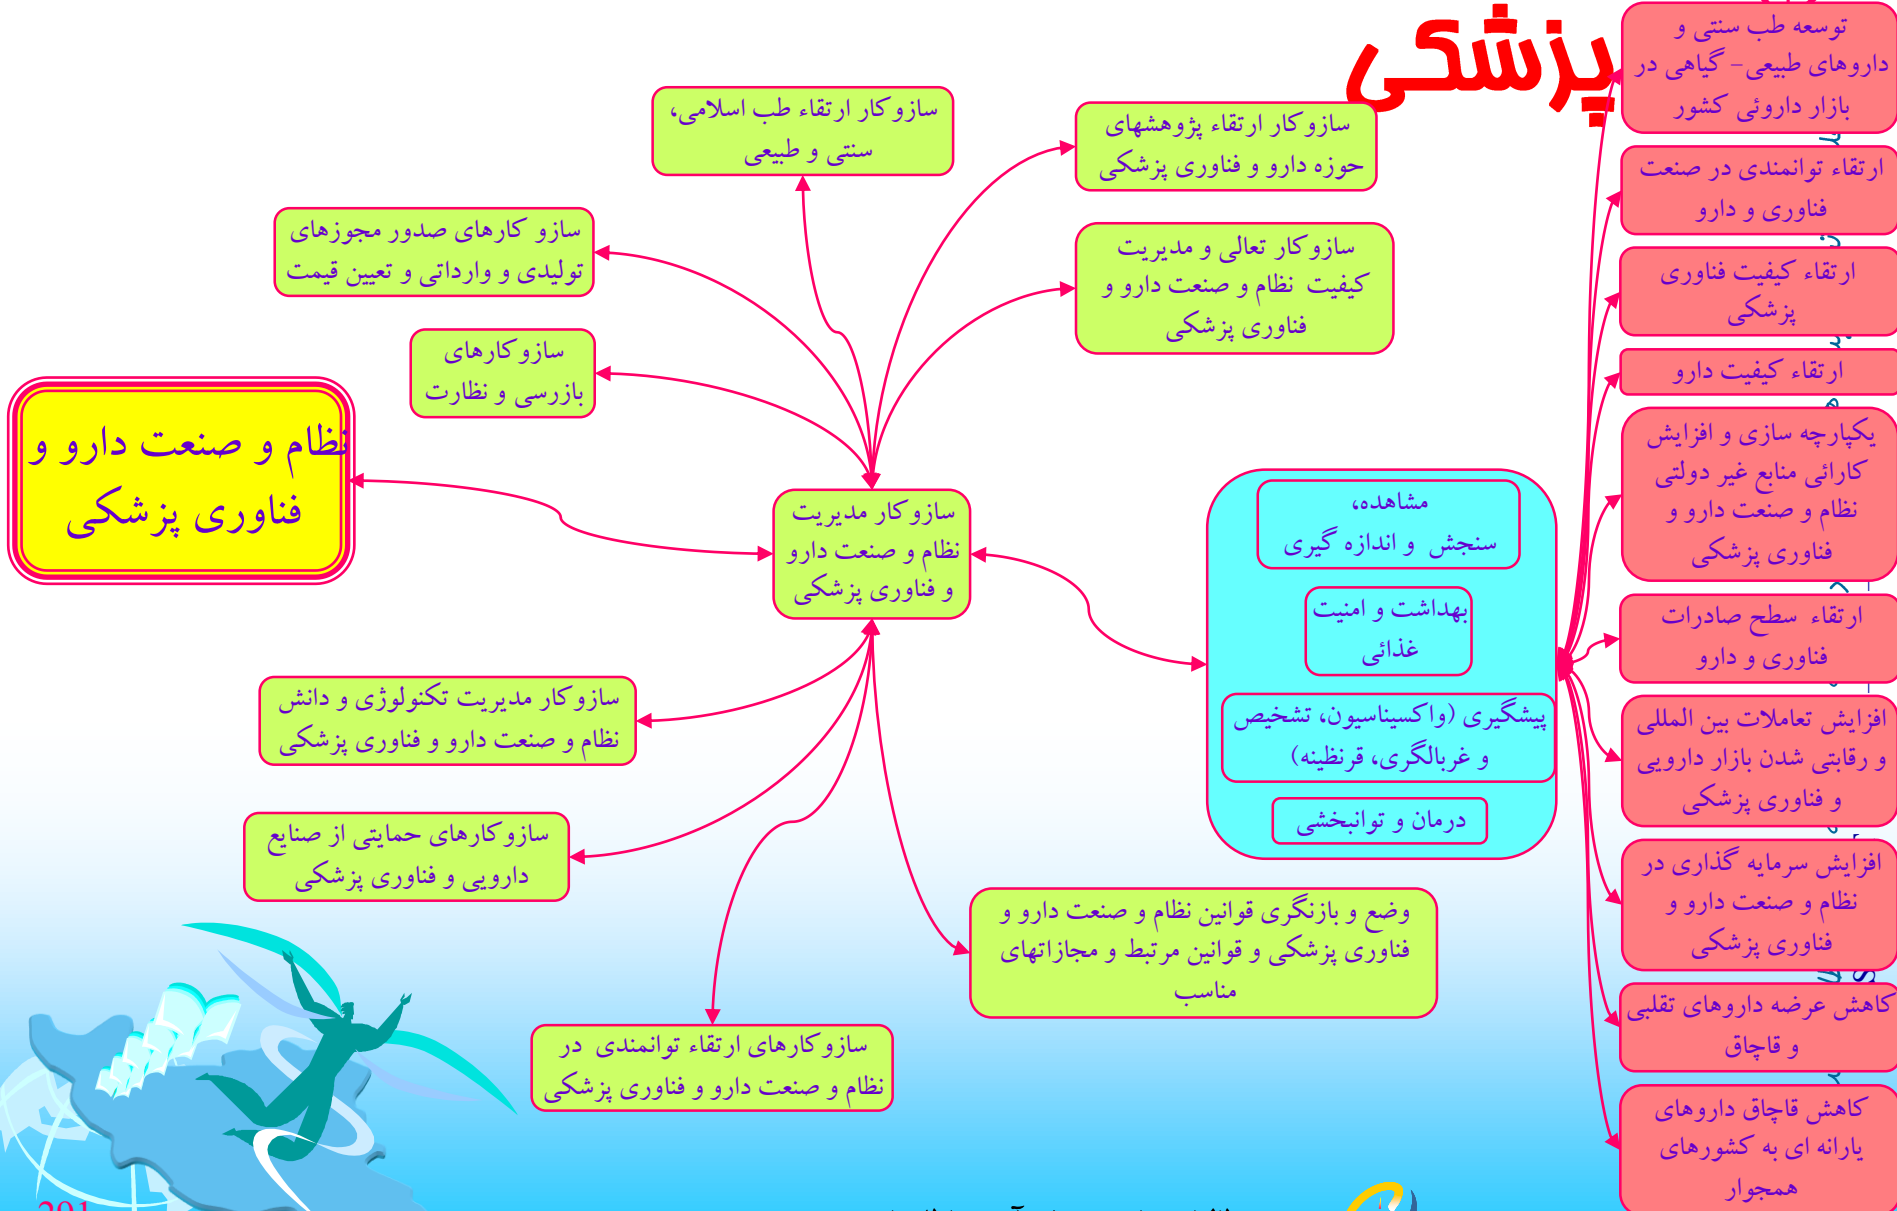 پزشکی
توسعه طب سنتی و
داروهای طبیعی- گیاهی در
بازار داروئی کشور
ارتقاء توانمندی در صنعت
فناوری و دارو
ارتقاء کیفیت فناوری
پزشکی
ارتقاء کیفیت دارو
یکپارچه سازی و افزایش
کارائی منابع غیر دولتی
نظام و صنعت دارو و
فناوری پزشکی
ارتقاء سطح صادرات
فناوری و دارو
افزایش تعاملات بین المللی
و رقابتی شدن بازار دارویی
و فناوری پزشکی
افزایش سرمایه گذاری در
نظام و صنعت دارو و
فناوری پزشکی
کاهش عرضه داروهای تقلبی
و قاچاق
کاهش قاچاق داروهای
یارانه ای به کشورهای
همجوار
سازوکار ارتقاء پژوهشهای
حوزه دارو و فناوری پزشکی
سازوکار تعالی و مدیریت
کیفیت نظام و صنعت دارو و
فناوری پزشکی
سازوکار ارتقاء طب اسلامی،
سنتی و طبیعی
سازو کارهای صدور مجوزهای
تولیدی و وارداتی و تعیین قیمت
سازوکارهای
بازرسی و نظارت
نظام و صنعت دارو و
فناوری پزشکی
سازوکار مدیریت
نظام و صنعت دارو
و فناوری پزشکی
مشاهده،
سنجش و اندازه گیری
بهداشت و امنیت
غذائی
پیشگیری (واکسیناسیون، تشخیص
و غربالگری، قرنظینه)
درمان و توانبخشی
سازوکار مدیریت تکنولوژی و دانش
نظام و صنعت دارو و فناوری پزشکی
سازوکارهای حمایتی از صنایع
دارویی و فناوری پزشکی
وضع و بازنگری قوانین نظام و صنعت دارو و
فناوری پزشکی و قوانین مرتبط و مجازاتهای
مناسب
سازوکارهای ارتقاء توانمندی در
نظام و صنعت دارو و فناوری پزشکی